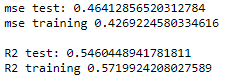 mse test: 0.46412856520312784
mse training 0.4269224580334616
R2 test: 0.5460448941781811
R2 training 0.5719924208027589